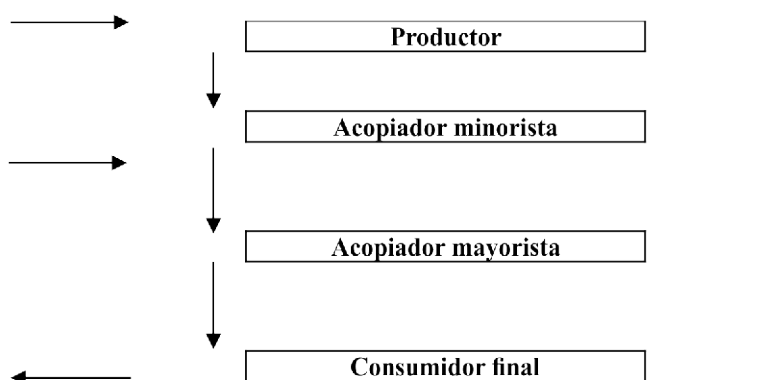 Productor
Acopiador minorista
Acopiador mayorista
Consumidor final